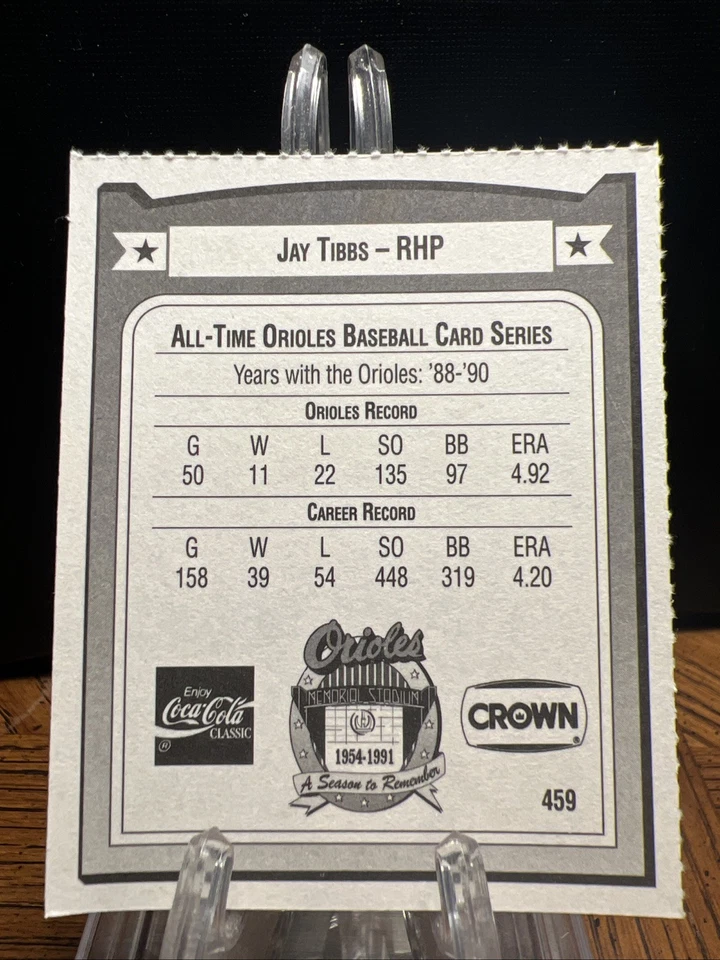 JAY TIBBS – RHP
ALL-TIME ORIOLES BASEBALL CARD SERIES
Years with the Orioles: '88-'90
ORIOLES RECORD
G W L SO BB ERA
50 11 22 135 97 4.92
CAREER RECORD
G W L SO BB ERA
158 39 54 448 319 4.20
Enjoy
Coca-Cola
CLASSIC
®
Orioles
MEMORIAL STADIUM
1954-1991
A Season to Remember
CROWN
®
459